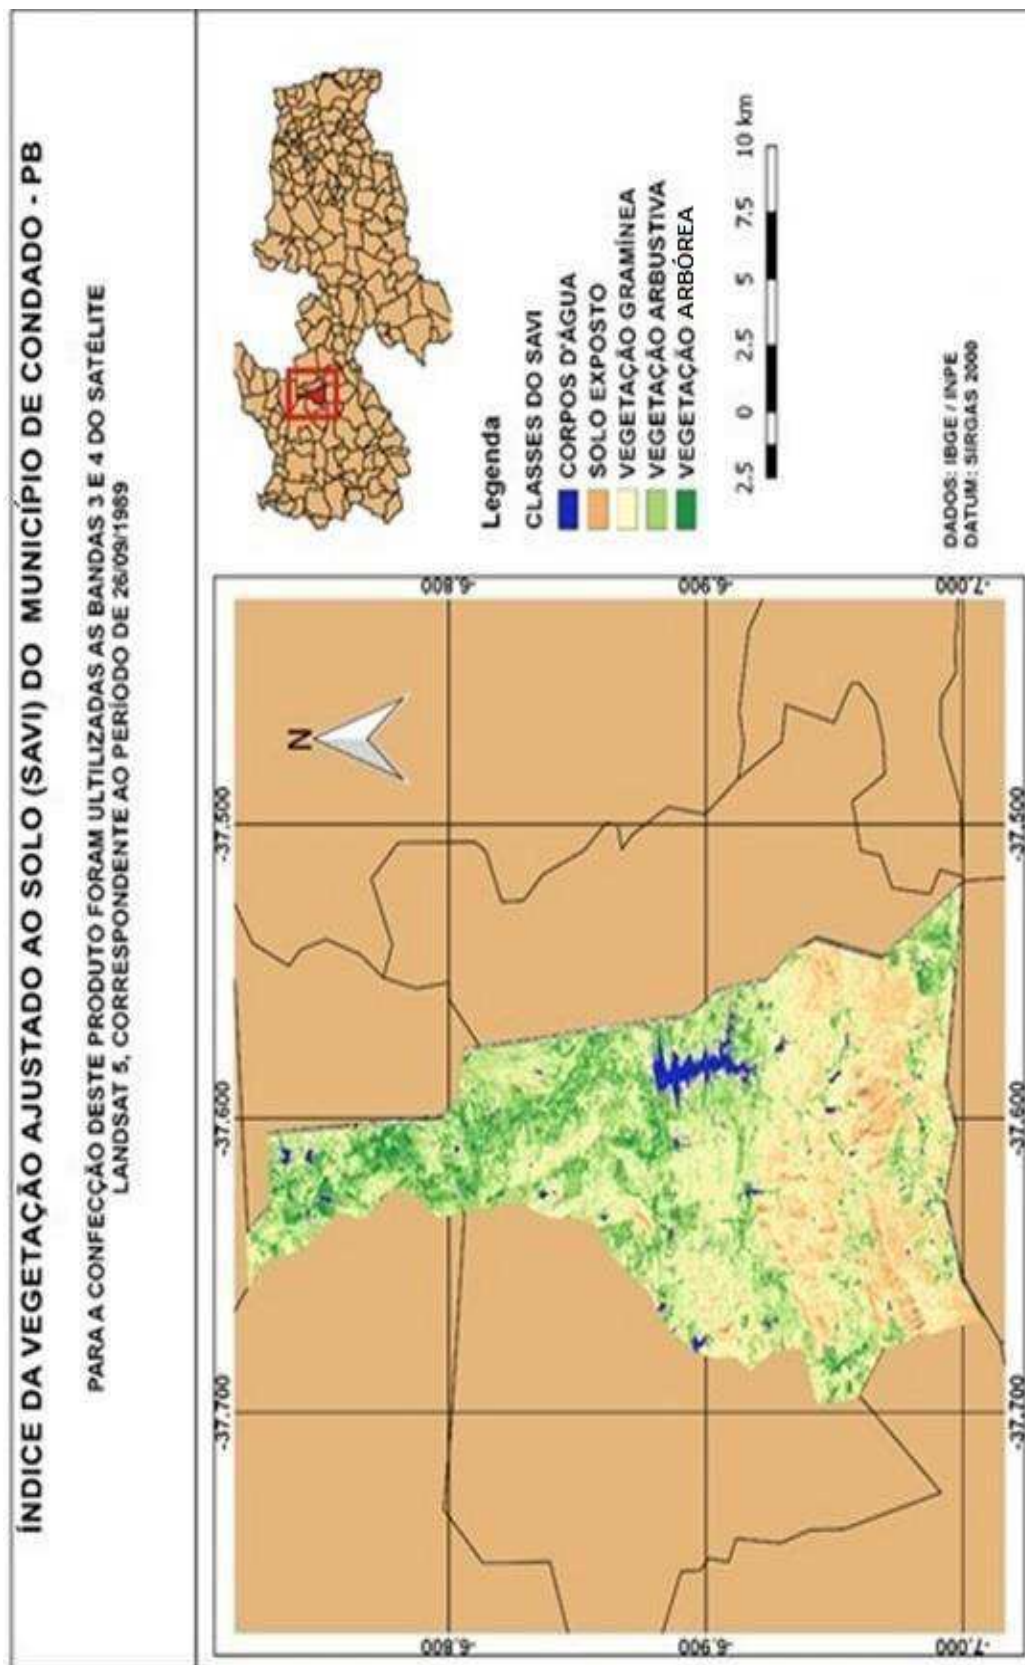 ÍNDICE DA VEGETAÇÃO AJUSTADO AO SOLO (SAVI) DO MUNICÍPIO DE CONDADO - PB
PARA A CONFECÇÃO DESTE PRODUTO FORAM ULTILIZADAS AS BANDAS 3 E 4 DO SATÉLITE
LANDSAT 5, CORRESPONDENTE AO PERÍODO DE 26/09/1989
-37.700
-37.600
-37.500
-6.800
-6.800
N
-6.900
-6.900
-7.000
-7.000
-37.700
-37.600
-37.500
Legenda
CLASSES DO SAVI
CORPOS D'ÁGUA
SOLO EXPOSTO
VEGETAÇÃO GRAMÍNEA
VEGETAÇÃO ARBUSTIVA
VEGETAÇÃO ARBÓREA
2.5 0 2.5 5 7.5 10 km
DADOS: IBGE / INPE
DATUM: SIRGAS 2000